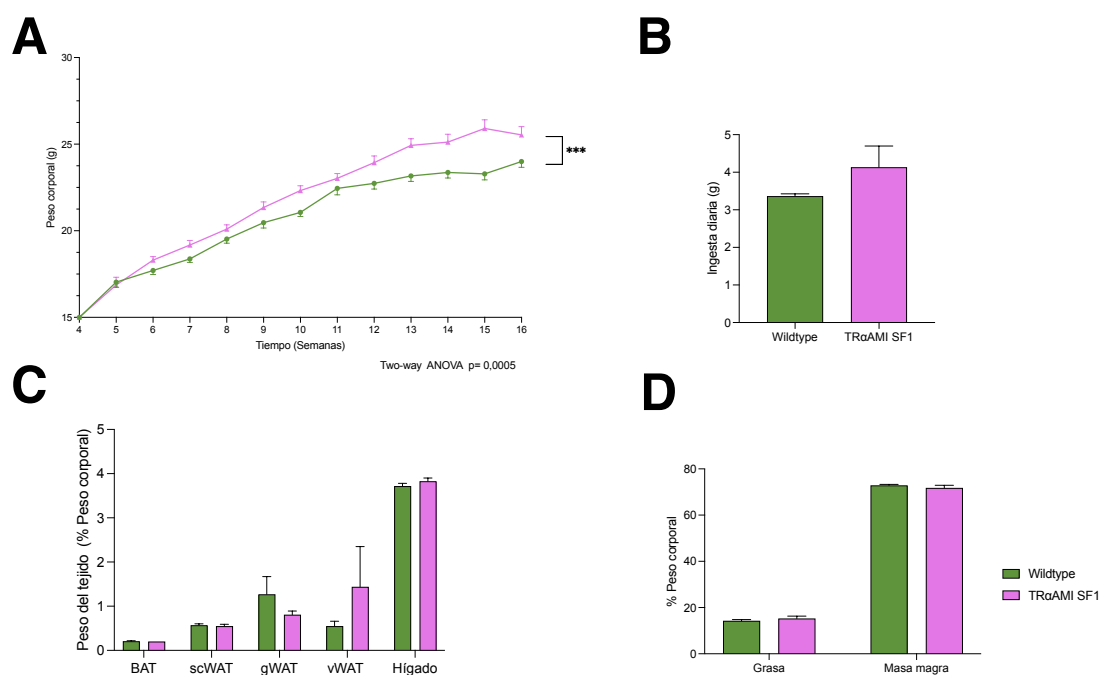 A
Peso corporal (g)
30
25
20
15
4 5 6 7 8 9 10 11 12 13 14 15 16
Tiempo (Semanas)
***
Two-way ANOVA p= 0,0005
B
Ingesta diaria (g)
5
4
3
2
1
0
Wildtype TRαAMI SF1
C
Peso del tejido (% Peso corporal)
5
4
3
2
1
0
BAT scWAT gWAT vWAT Hígado
D
% Peso corporal
80
60
40
20
0
Grasa Masa magra
Wildtype
TRαAMI SF1